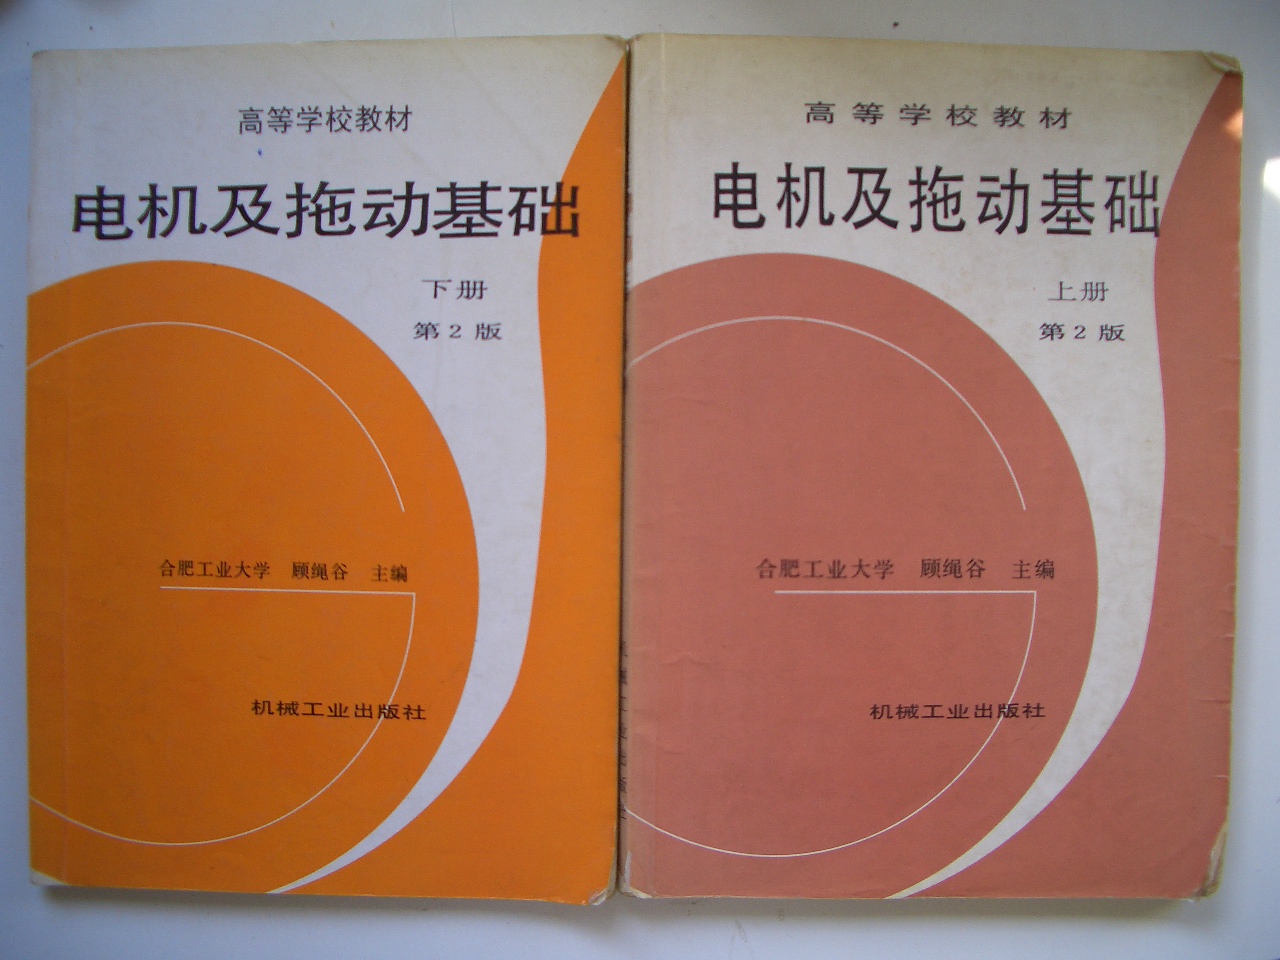 高等学校教材
电机及拖动基础
下册
第2版
合肥工业大学 顾绳谷 主编
机械工业出版社
高等学校教材
电机及拖动基础
上册
第2版
合肥工业大学 顾绳谷 主编
机械工业出版社